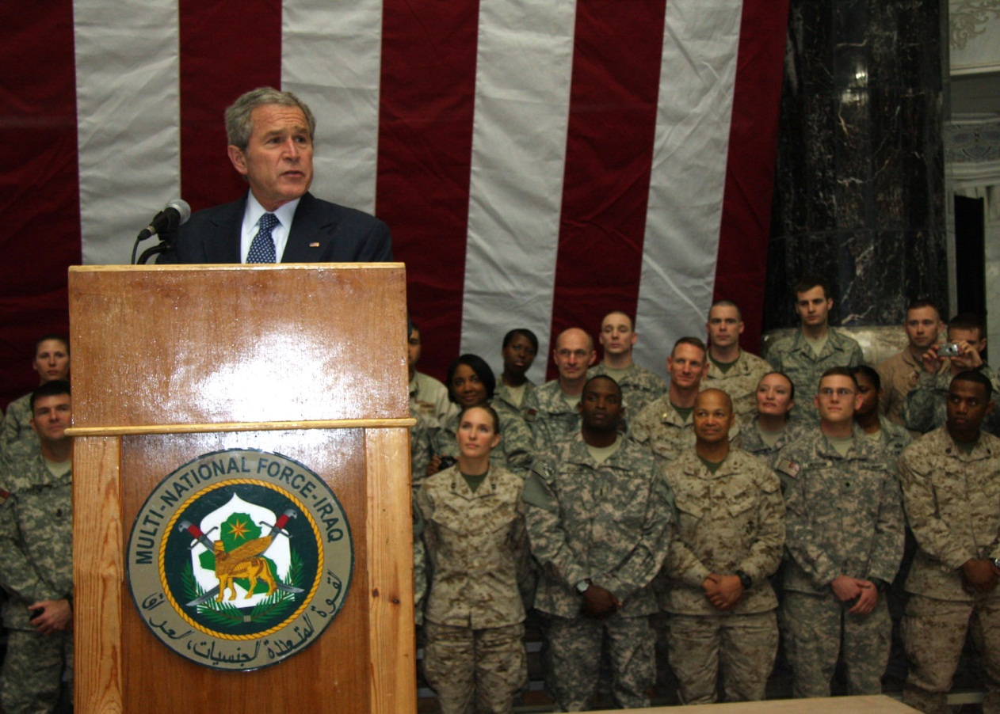 MULTI-NATIONAL FORCE-IRAQ
القوة المتعددة الجنسيات، العراق